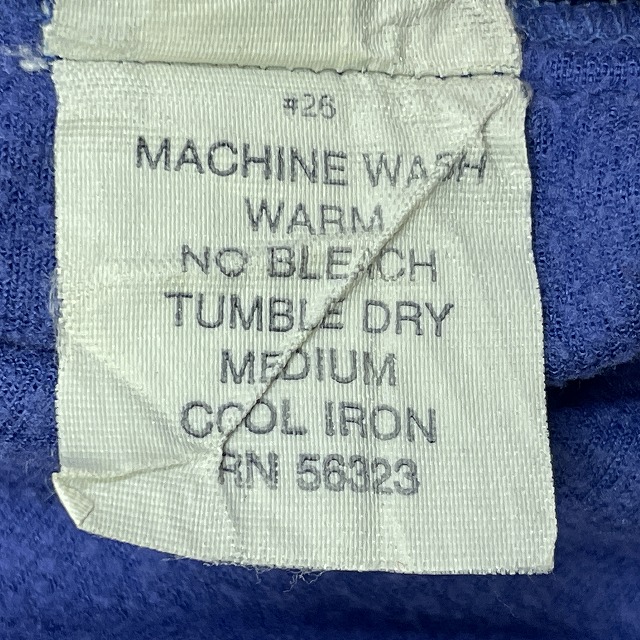 #26
MACHINE WASH
WARM
NO BLEACH
TUMBLE DRY
MEDIUM
COOL IRON
RN 56323